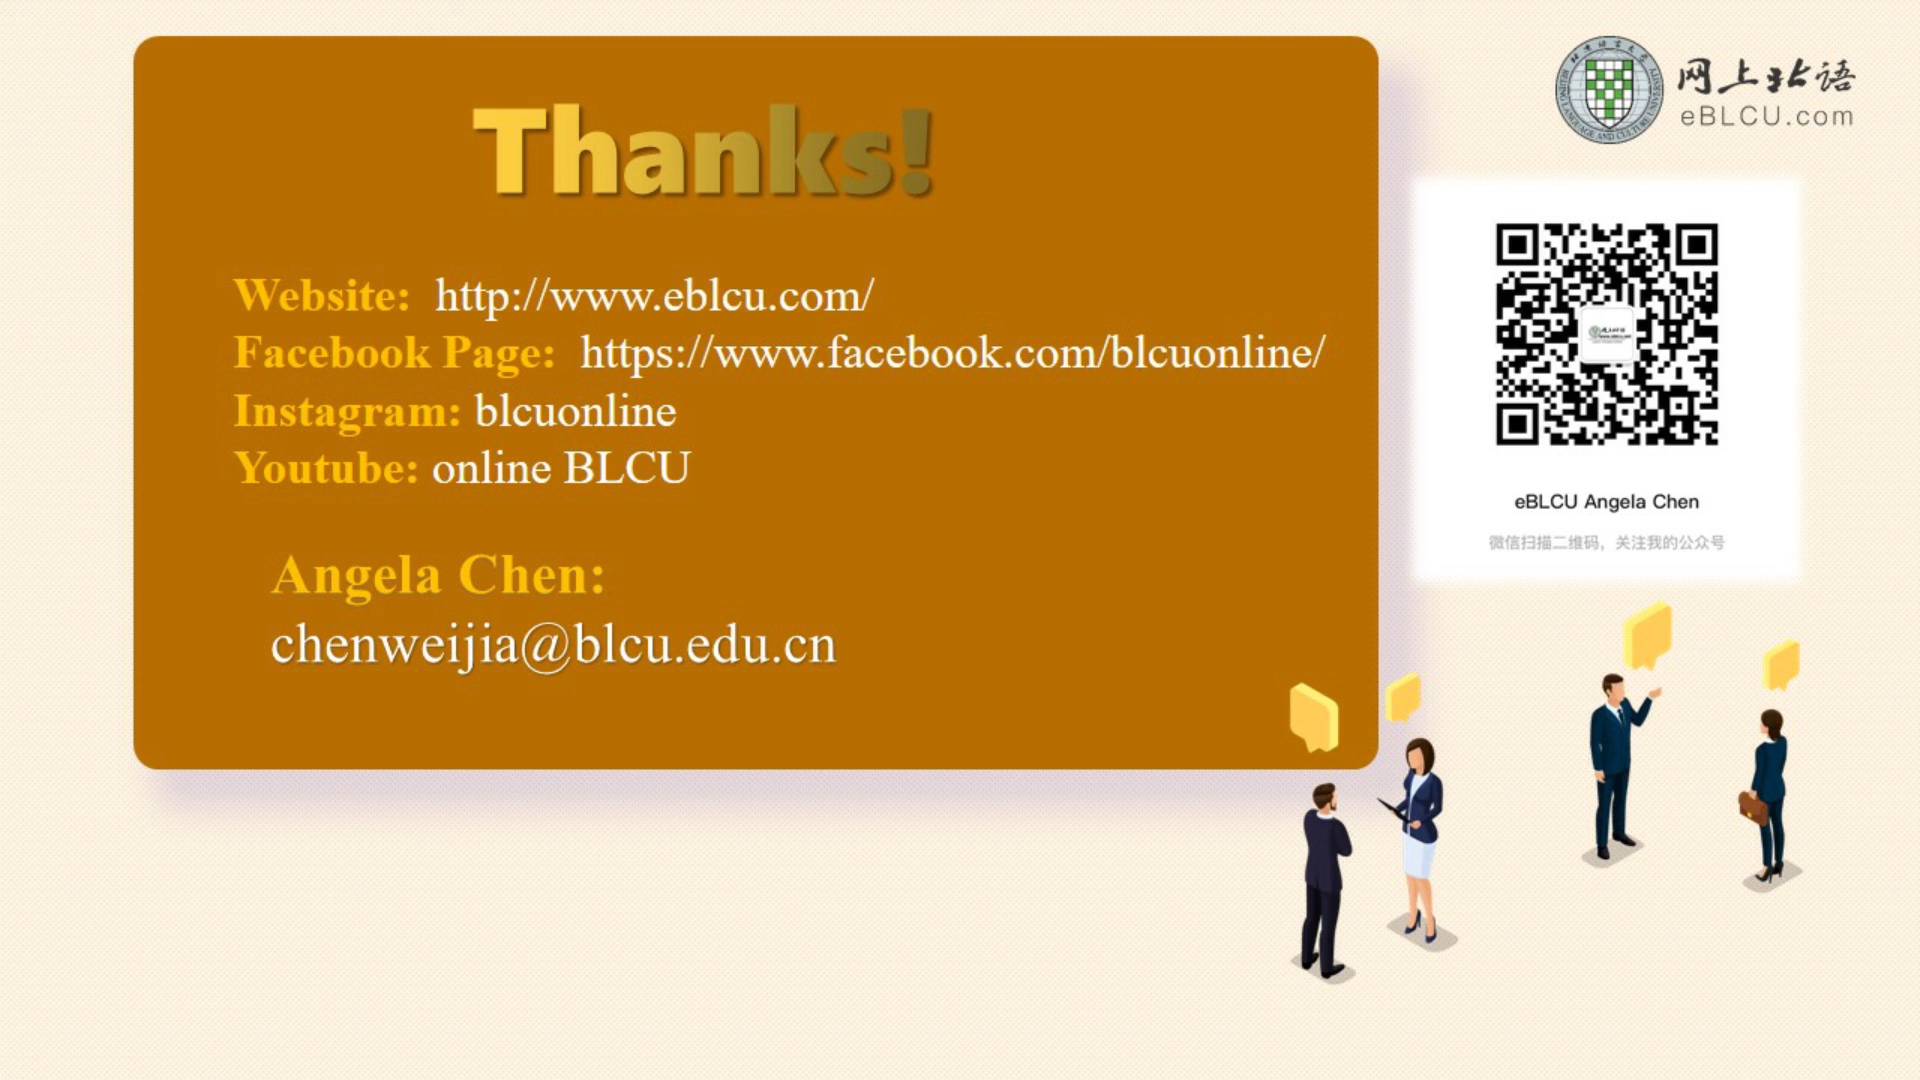 Thanks!
Website: http://www.eblcu.com/
Facebook Page: https://www.facebook.com/blcuonline/
Instagram: blcuonline
Youtube: online BLCU
Angela Chen:
chenweijia@blcu.edu.cn
网上北语
eBLCU.com
eBLCU Angela Chen
微信扫描二维码，关注我的公众号